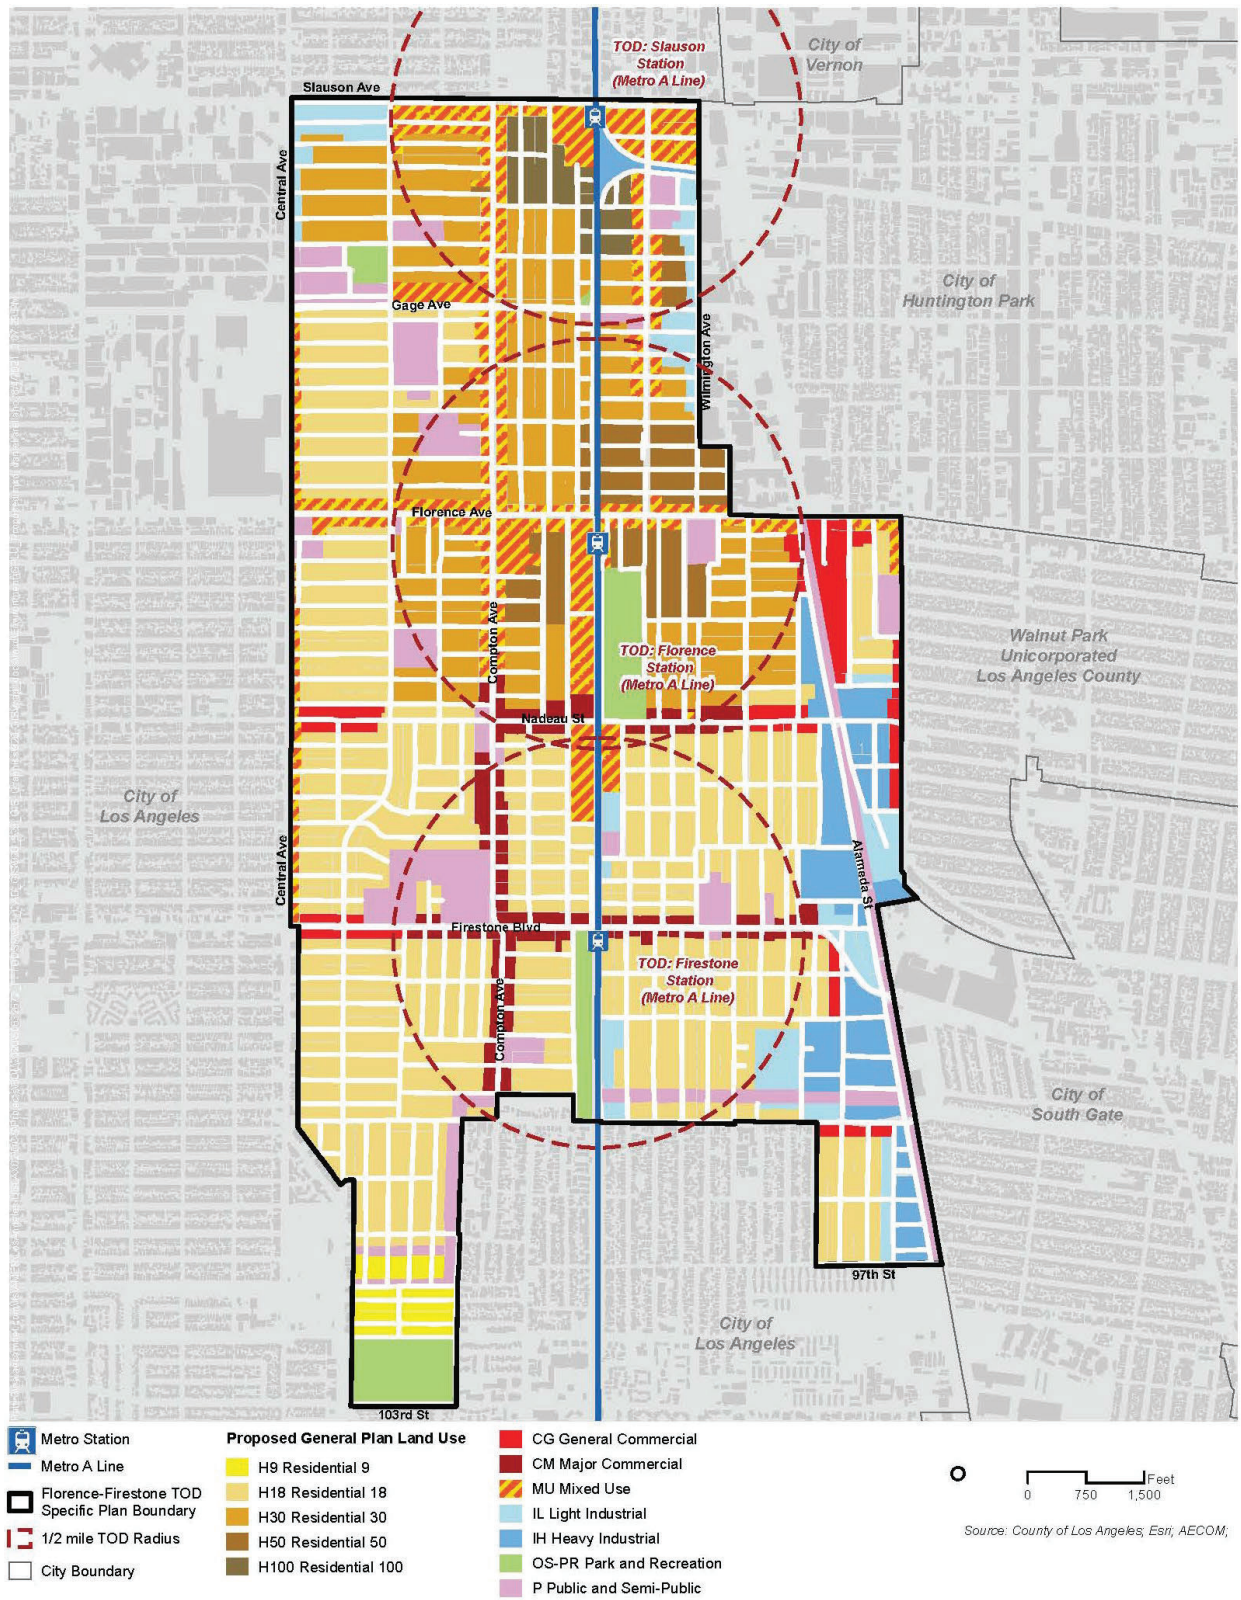 TOD: Slauson
Station
(Metro A Line)
City of
Vernon
Slauson Ave
Central Ave
City of
Huntington Park
Gage Ave
Wilmington Ave
Florence Ave
Compton Ave
TOD: Florence
Station
(Metro A Line)
Walnut Park
Unicorporated
Los Angeles County
Nadeau St
City of
Los Angeles
Central Ave
Alameda St
Firestone Blvd
TOD: Firestone
Station
(Metro A Line)
Compton Ave
City of
South Gate
97th St
City of
Los Angeles
103rd St
Metro Station
Metro A Line
Florence-Firestone TOD
Specific Plan Boundary
1/2 mile TOD Radius
City Boundary
Proposed General Plan Land Use
H9 Residential 9
H18 Residential 18
H30 Residential 30
H50 Residential 50
H100 Residential 100
CG General Commercial
CM Major Commercial
MU Mixed Use
IL Light Industrial
IH Heavy Industrial
OS-PR Park and Recreation
P Public and Semi-Public
Feet
0 750 1,500
Source: County of Los Angeles; Esri; AECOM;